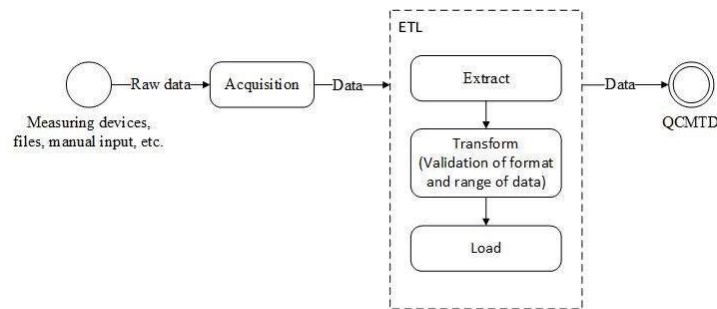 ETL
Raw data
Acquisition
Data
Extract
Data
Measuring devices,
files, manual input, etc.
QCMTD
Transform
(Validation of format
and range of data)
Load